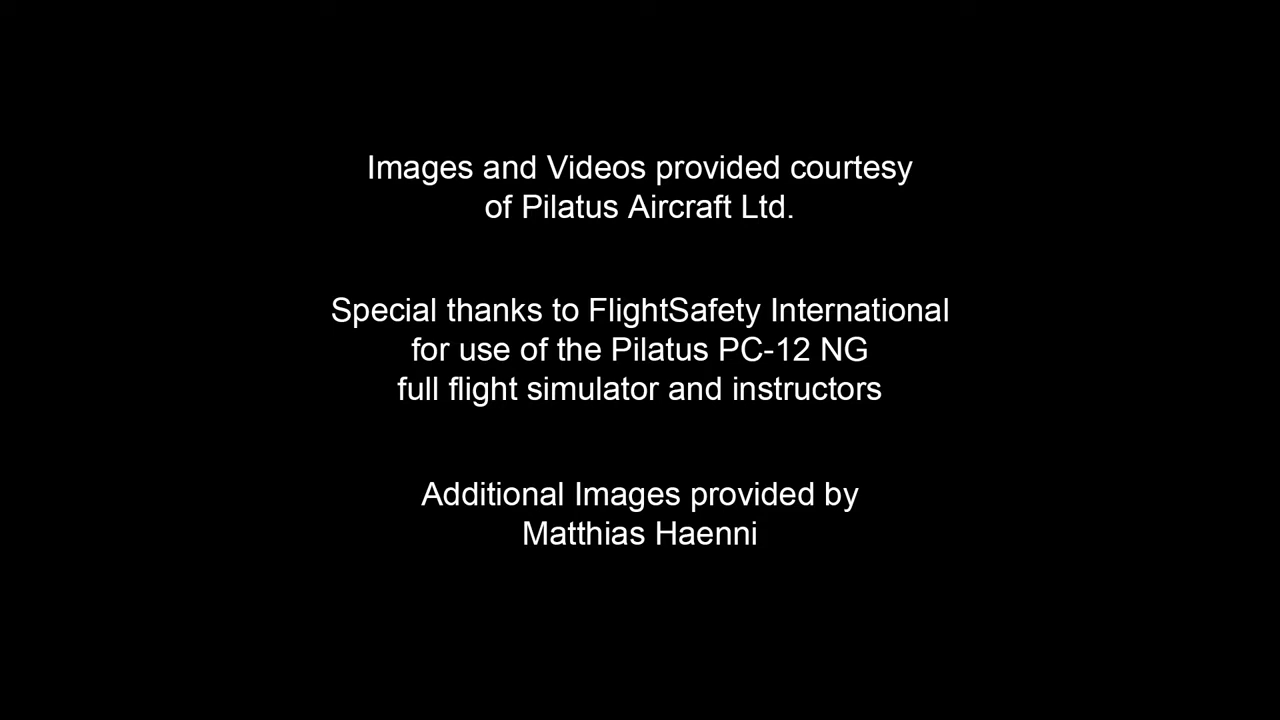 Images and Videos provided courtesy
of Pilatus Aircraft Ltd.
Special thanks to FlightSafety International
for use of the Pilatus PC-12 NG
full flight simulator and instructors
Additional Images provided by
Matthias Haenni